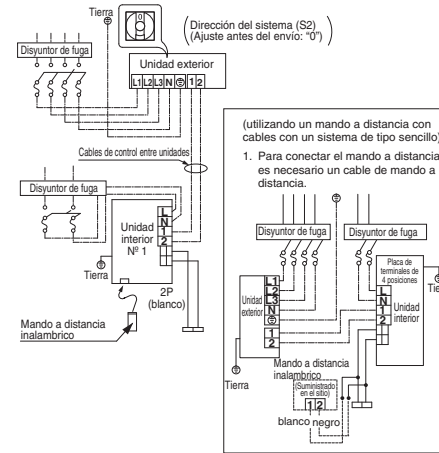 Tierra
0
Dirección del sistema (S2)
(Ajuste antes del envío: "0")
Disyuntor de fuga
Unidad exterior
L1 L2 L3 N 1 2
Cables de control entre unidades
Disyuntor de fuga
L
N
1
2
Unidad
interior
Nº 1
Tierra
2P
(blanco)
Mando a distancia
inalambrico
(utilizando un mando a distancia con
cables con un sistema de tipo sencillo)
1. Para conectar el mando a distancia
es necesario un cable de mando a
distancia.
Disyuntor de fuga
Disyuntor de fuga
Placa de
terminales de
4 posiciones
Tie
L1
L2
L3
N
1
2
Unidad
exterior
L
N
1
2
Unidad
interior
Tierra
Mando a distancia
inalambrico
(Suministrado
en el sitio)
1 2
blanco negro